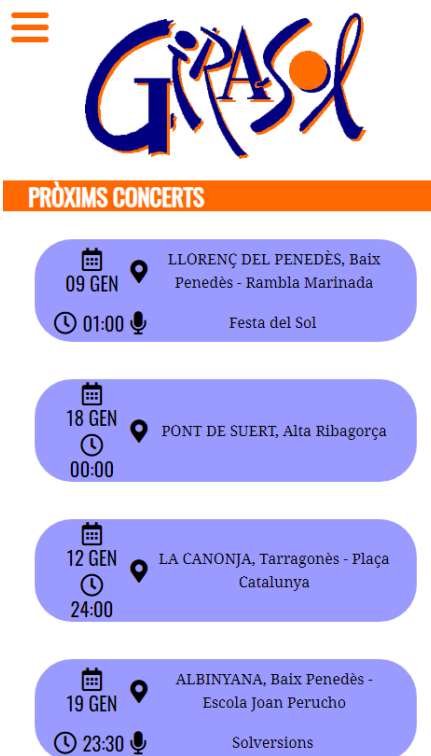 GIRASOL
PRÒXIMS CONCERTS
09 GEN
LLORENÇ DEL PENEDÈS, Baix
Penedès - Rambla Marinada
01:00
Festa del Sol
18 GEN
00:00
PONT DE SUERT, Alta Ribagorça
12 GEN
24:00
LA CANONJA, Tarragonès - Plaça
Catalunya
19 GEN
ALBINYANA, Baix Penedès -
Escola Joan Perucho
23:30
Solversions